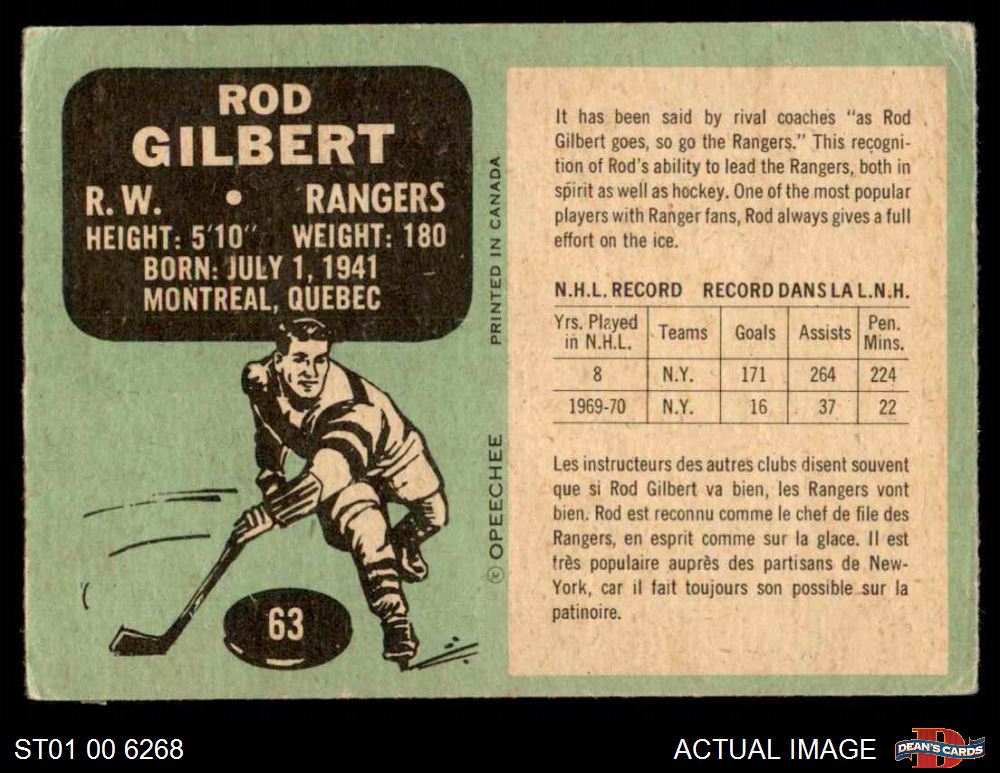 ROD
GILBERT
R. W. • RANGERS
HEIGHT: 5'10" WEIGHT: 180
BORN: JULY 1, 1941
MONTREAL, QUEBEC
63
© OPEECHEE PRINTED IN CANADA
It has been said by rival coaches "as Rod
Gilbert goes, so go the Rangers." This recogni-
tion of Rod's ability to lead the Rangers, both in
spirit as well as hockey. One of the most popular
players with Ranger fans, Rod always gives a full
effort on the ice.
N.H.L. RECORD RECORD DANS LA L.N.H.
Yrs. Played in N.H.L. Teams Goals Assists Pen. Mins.
8 N.Y. 171 264 224
1969-70 N.Y. 16 37 22
Les instructeurs des autres clubs disent souvent
que si Rod Gilbert va bien, les Rangers vont
bien. Rod est reconnu comme le chef de file des
Rangers, en esprit comme sur la glace. Il est
très populaire auprès des partisans de New-
York, car il fait toujours son possible sur la
patinoire.
ST01 00 6268
ACTUAL IMAGE
D
DEAN'S CARDS